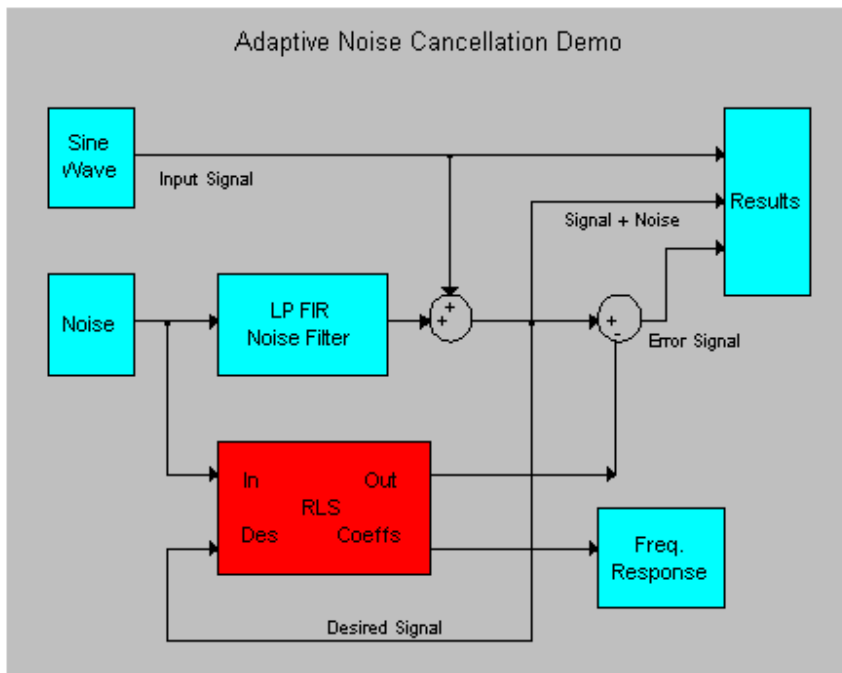 Adaptive Noise Cancellation Demo
Sine
Wave
Input Signal
Signal + Noise
Results
Noise
LP FIR
Noise Filter
+
+
+
-
Error Signal
In Out
RLS
Des Coeffs
Freq.
Response
Desired Signal